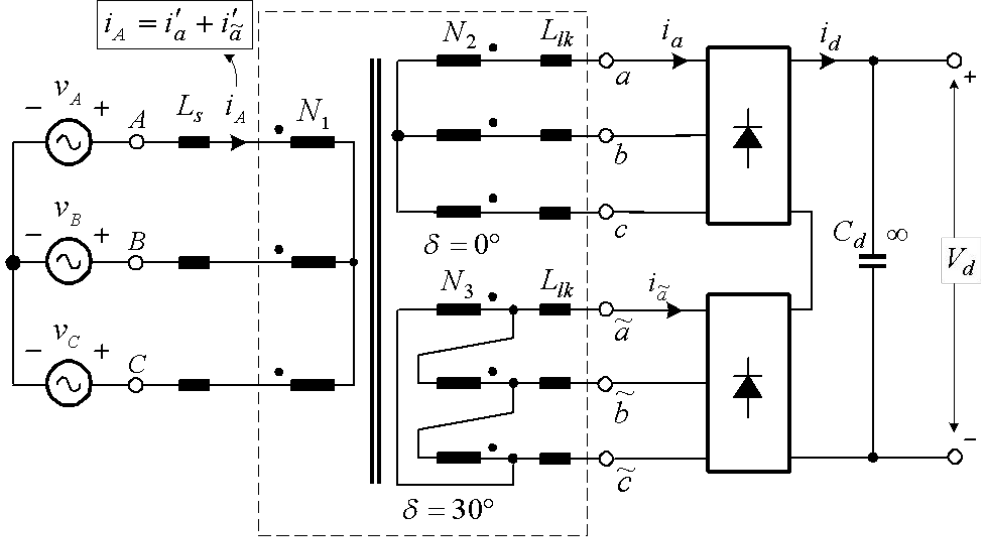 i_A = i'_a + i'_ã
N_2
L_lk
i_a
i_d
a
+
v_A
- +
A
L_s
i_A
N_1
b
v_B
- +
B
c
δ = 0°
C_d ∞
V_d
N_3
L_lk
i_ã
ã
v_C
- +
C
b̃
c̃
-
δ = 30°